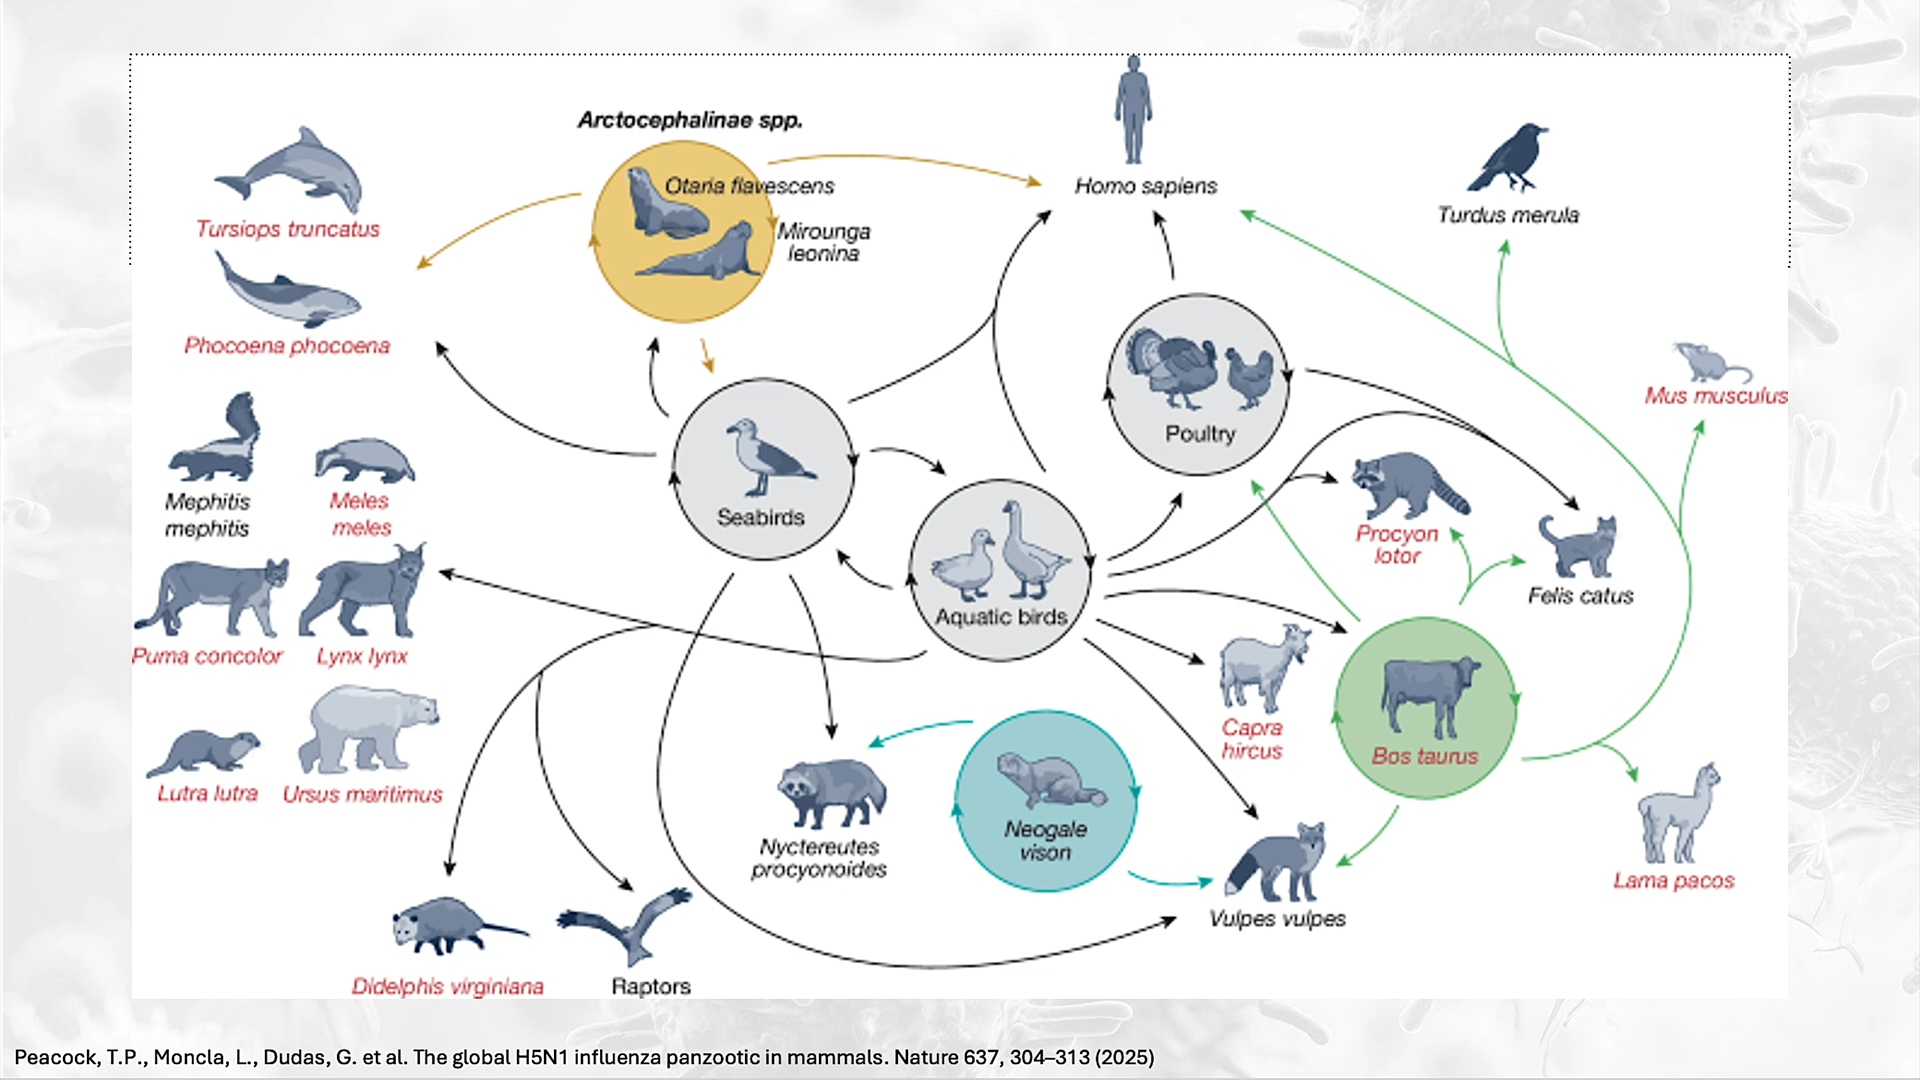 Arctocephalinae spp.
Otaria flavescens
Mirounga
leonina
Homo sapiens
Turdus merula
Tursiops truncatus
Phocoena phocoena
Mus musculus
Poultry
Seabirds
Mephitis
mephitis
Meles
meles
Procyon
lotor
Felis catus
Aquatic birds
Puma concolor
Lynx lynx
Capra
hircus
Bos taurus
Lutra lutra
Ursus maritimus
Neogale
vison
Nyctereutes
procyonoides
Lama pacos
Vulpes vulpes
Didelphis virginiana
Raptors
Peacock, T.P., Moncla, L., Dudas, G. et al. The global H5N1 influenza panzootic in mammals. Nature 637, 304–313 (2025)